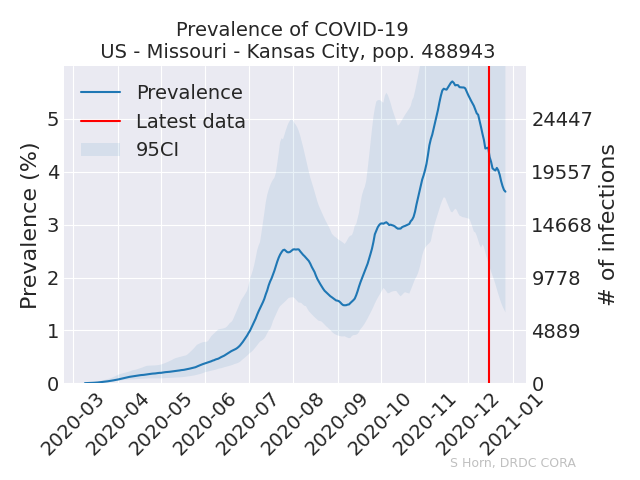 Prevalence of COVID-19
US - Missouri - Kansas City, pop. 488943
Prevalence
Latest data
95CI
Prevalence (%)
5
4
3
2
1
0
24447
19557
14668
9778
4889
0
# of infections
2020-03
2020-04
2020-05
2020-06
2020-07
2020-08
2020-09
2020-10
2020-11
2020-12
2021-01
S Horn, DRDC CORA